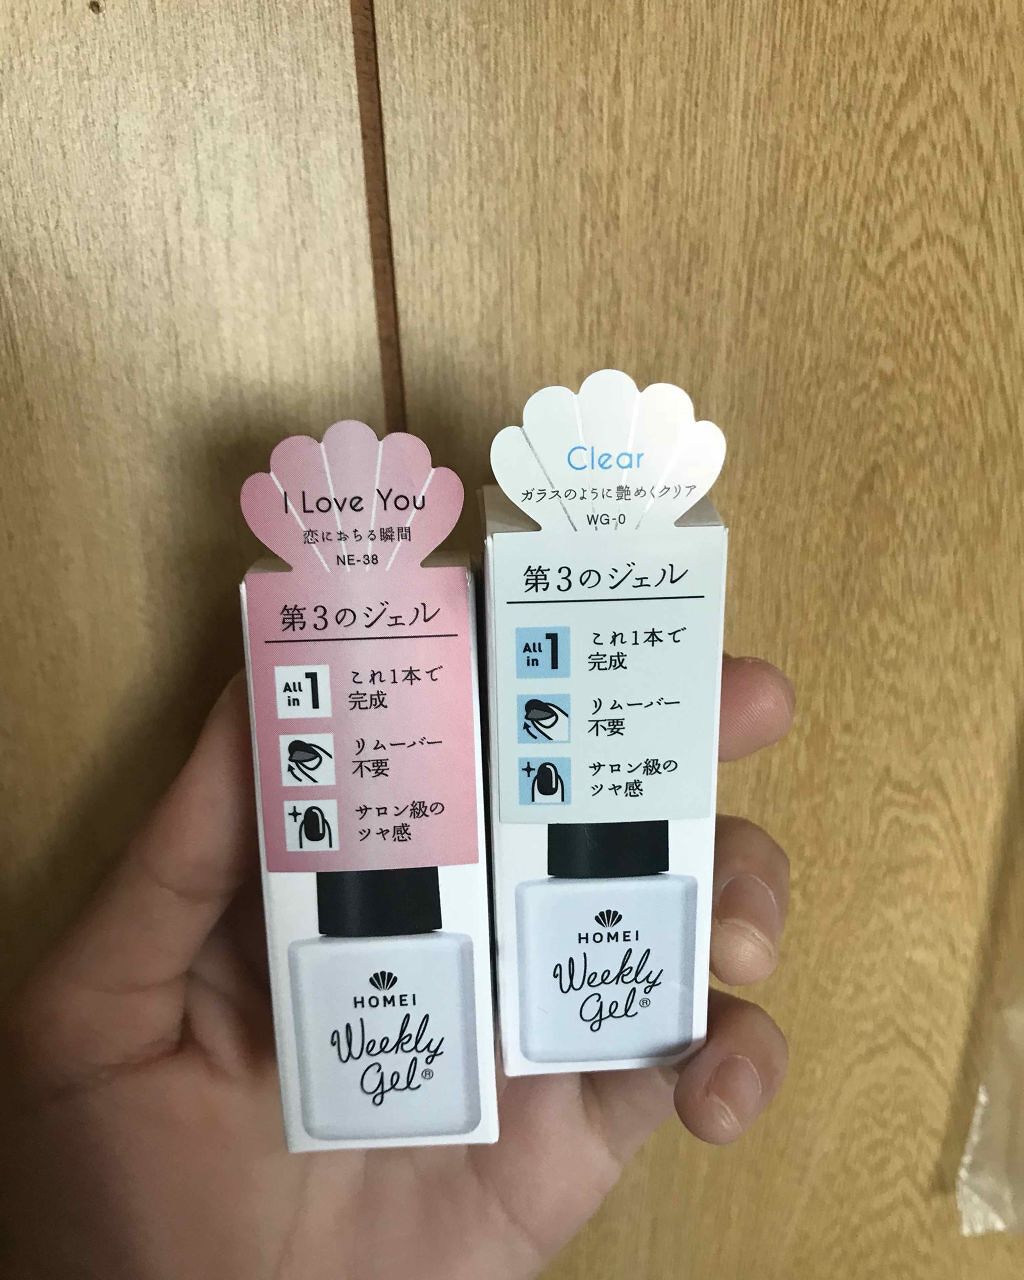 I Love You
恋におちる瞬間
NE-38
第3のジェル
All in 1
これ1本で
完成
リムーバー
不要
サロン級の
ツヤ感
HOMEI
Weekly
Gel®
Clear
ガラスのように艶めくクリア
WG-0
第3のジェル
All in 1
これ1本で
完成
リムーバー
不要
サロン級の
ツヤ感
HOMEI
Weekly
Gel®